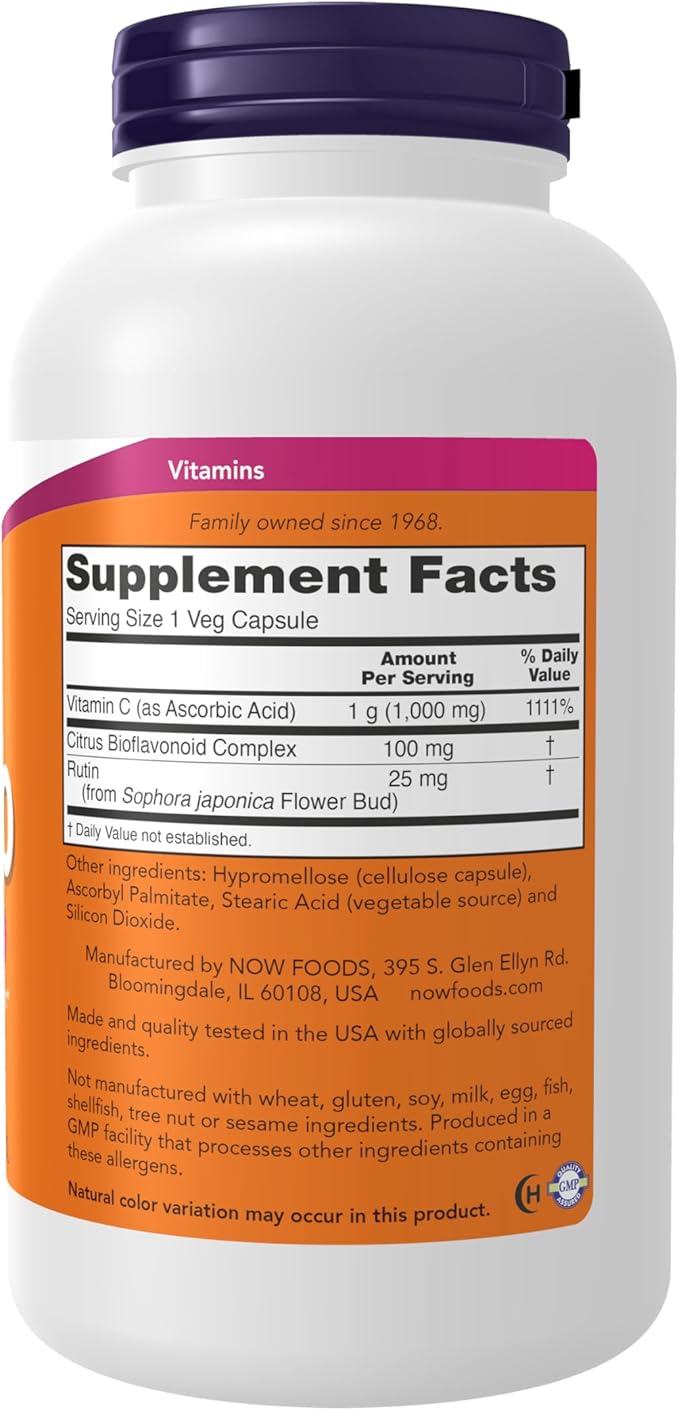 Vitamins
Family owned since 1968.
Supplement Facts
Serving Size 1 Veg Capsule
Amount Per Serving % Daily Value
Vitamin C (as Ascorbic Acid) 1 g (1,000 mg) 1111%
Citrus Bioflavonoid Complex 100 mg †
Rutin 25 mg †
(from Sophora japonica Flower Bud)
† Daily Value not established.
Other ingredients: Hypromellose (cellulose capsule),
Ascorbyl Palmitate, Stearic Acid (vegetable source) and
Silicon Dioxide.
Manufactured by NOW FOODS, 395 S. Glen Ellyn Rd.
Bloomingdale, IL 60108, USA nowfoods.com
Made and quality tested in the USA with globally sourced
ingredients.
Not manufactured with wheat, gluten, soy, milk, egg, fish,
shellfish, tree nut or sesame ingredients. Produced in a
GMP facility that processes other ingredients containing
these allergens.
Natural color variation may occur in this product.
H
QUALITY
GMP
ASSURED